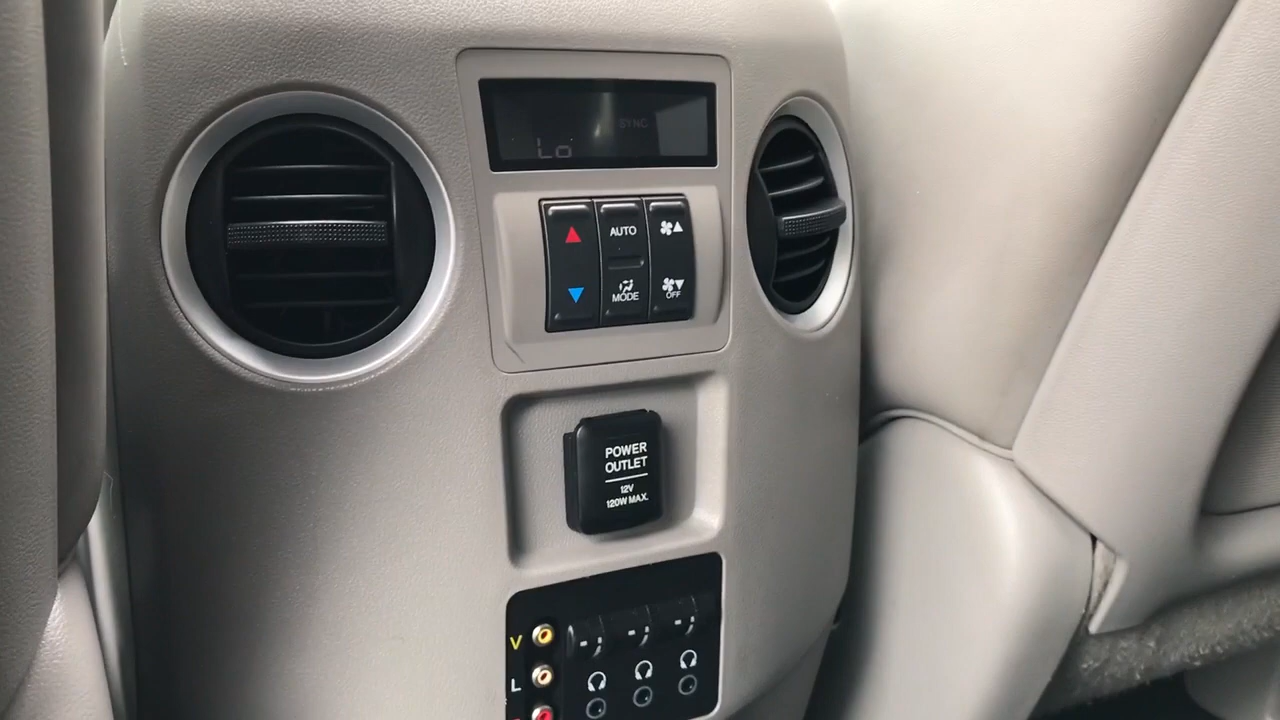 SYNC
Lo
AUTO
MODE
OFF
POWER
OUTLET
12V
120W MAX.
V
L